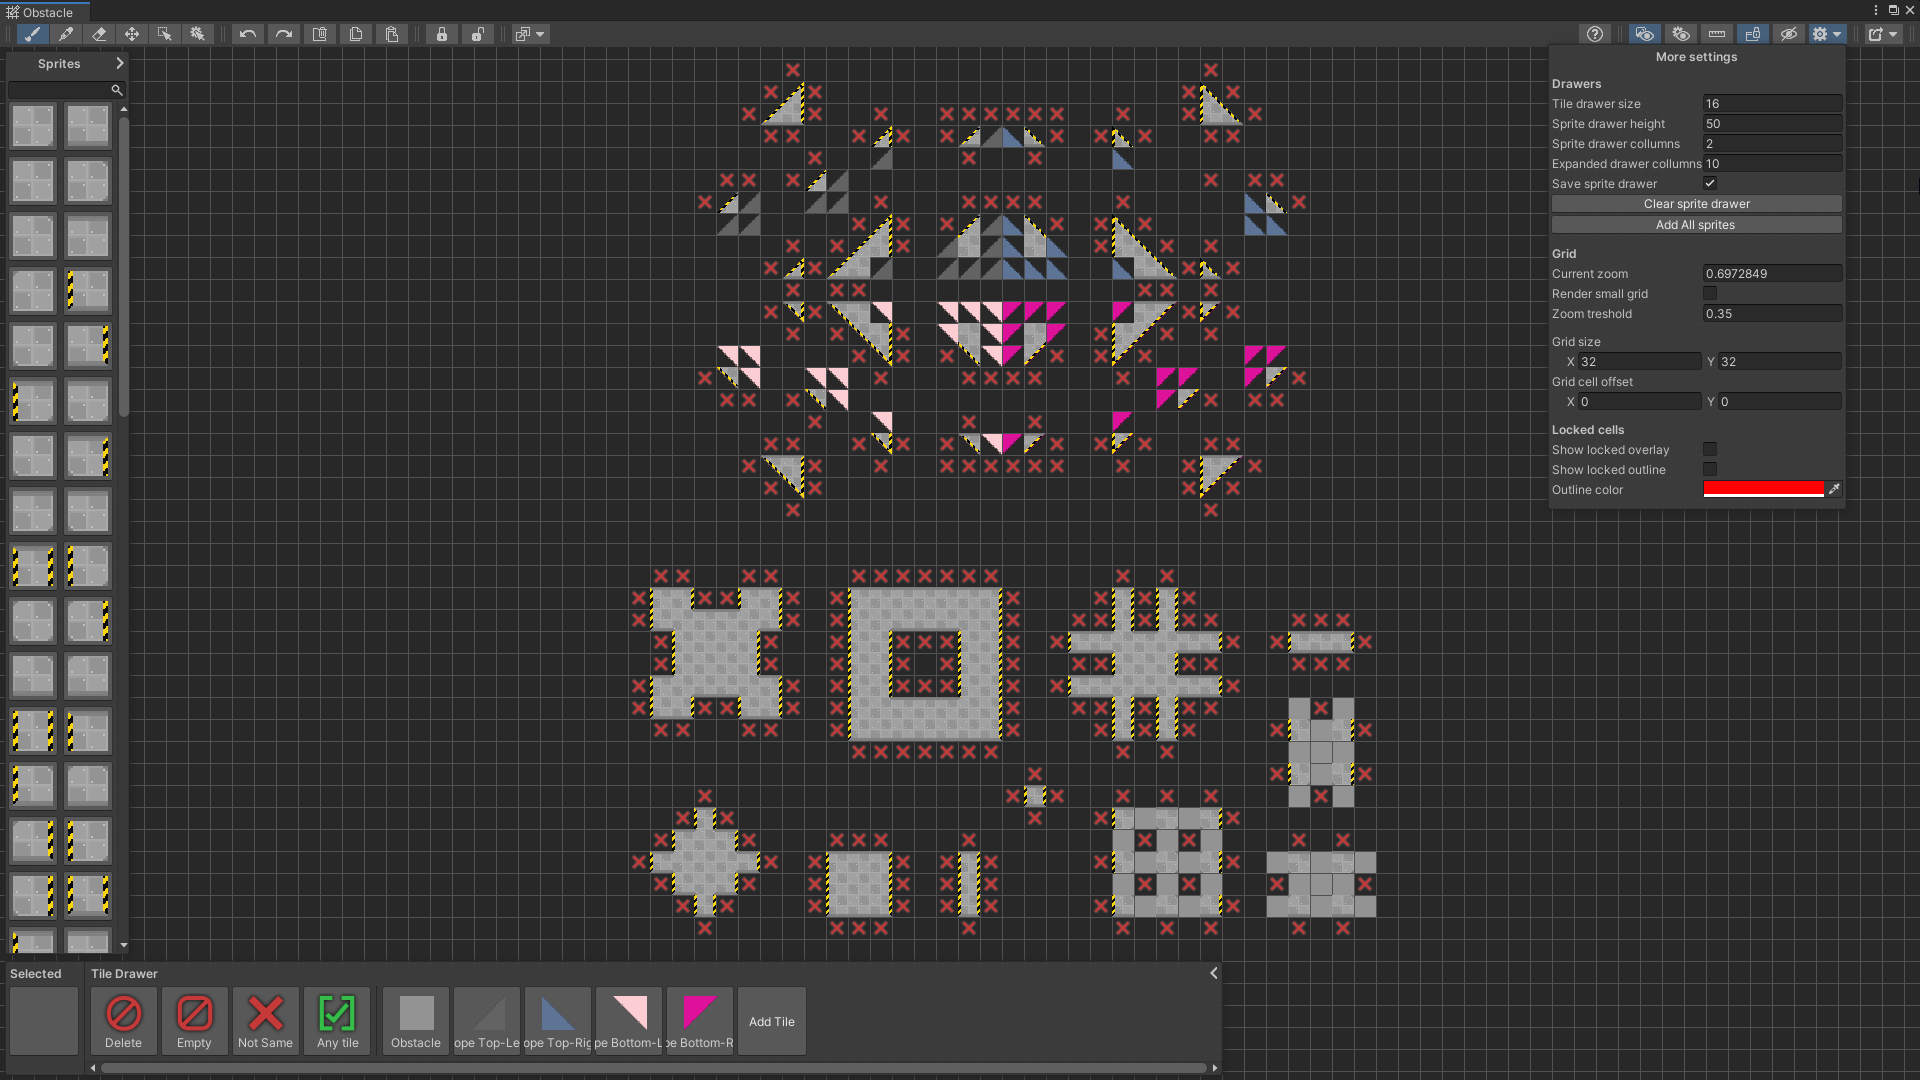 Obstacle
Sprites
More settings
Drawers
Tile drawer size 16
Sprite drawer height 50
Sprite drawer collumns 2
Expanded drawer collumns 10
Save sprite drawer
Clear sprite drawer
Add All sprites
Grid
Current zoom 0.6972849
Render small grid
Zoom treshold 0.35
Grid size
X 32 Y 32
Grid cell offset
X 0 Y 0
Locked cells
Show locked overlay
Show locked outline
Outline color
Selected
Tile Drawer
Delete
Empty
Not Same
Any tile
Obstacle
ope Top-Le
ope Top-Rig
pe Bottom-L
pe Bottom-R
Add Tile